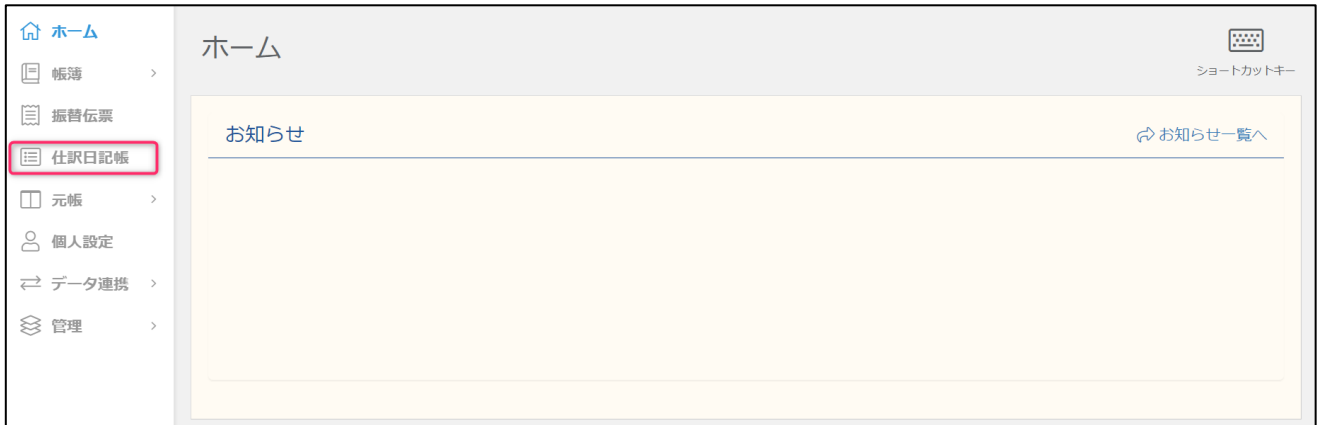 ホーム
帳簿
振替伝票
仕訳日記帳
元帳
個人設定
データ連携
管理
ホーム
ショートカットキー
お知らせ
お知らせ一覧へ